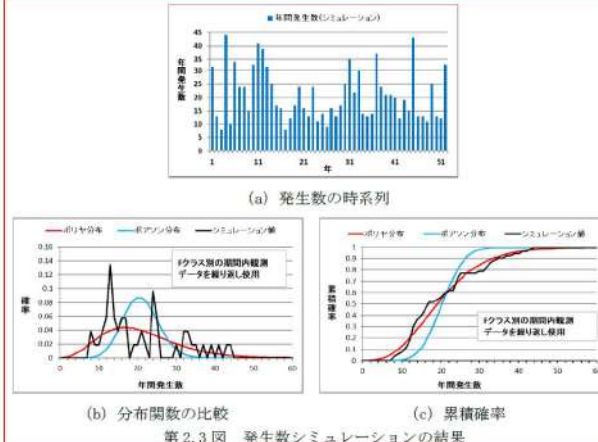 年間発生数(シミュレーション)
年間発生数
45
40
35
30
25
20
15
10
5
0
1 11 21 31 41 51
年
(a) 発生数の時系列
ポリヤ分布 ポアソン分布 シミュレーション値
0.16
0.14
0.12
0.1
0.08
0.06
0.04
0.02
0
確率
Fクラス別の期間内観測
データを繰り返し使用
0 10 20 30 40 50 60
年間発生数
(b) 分布関数の比較
ポリヤ分布 ポアソン分布 シミュレーション値
1
0.9
0.8
0.7
0.6
0.5
0.4
0.3
0.2
0.1
0
累積確率
Fクラス別の期間内観測
データを繰り返し使用
0 10 20 30 40 50 60
年間発生数
(c) 累積確率
第2.3図 発生数シミュレーションの結果